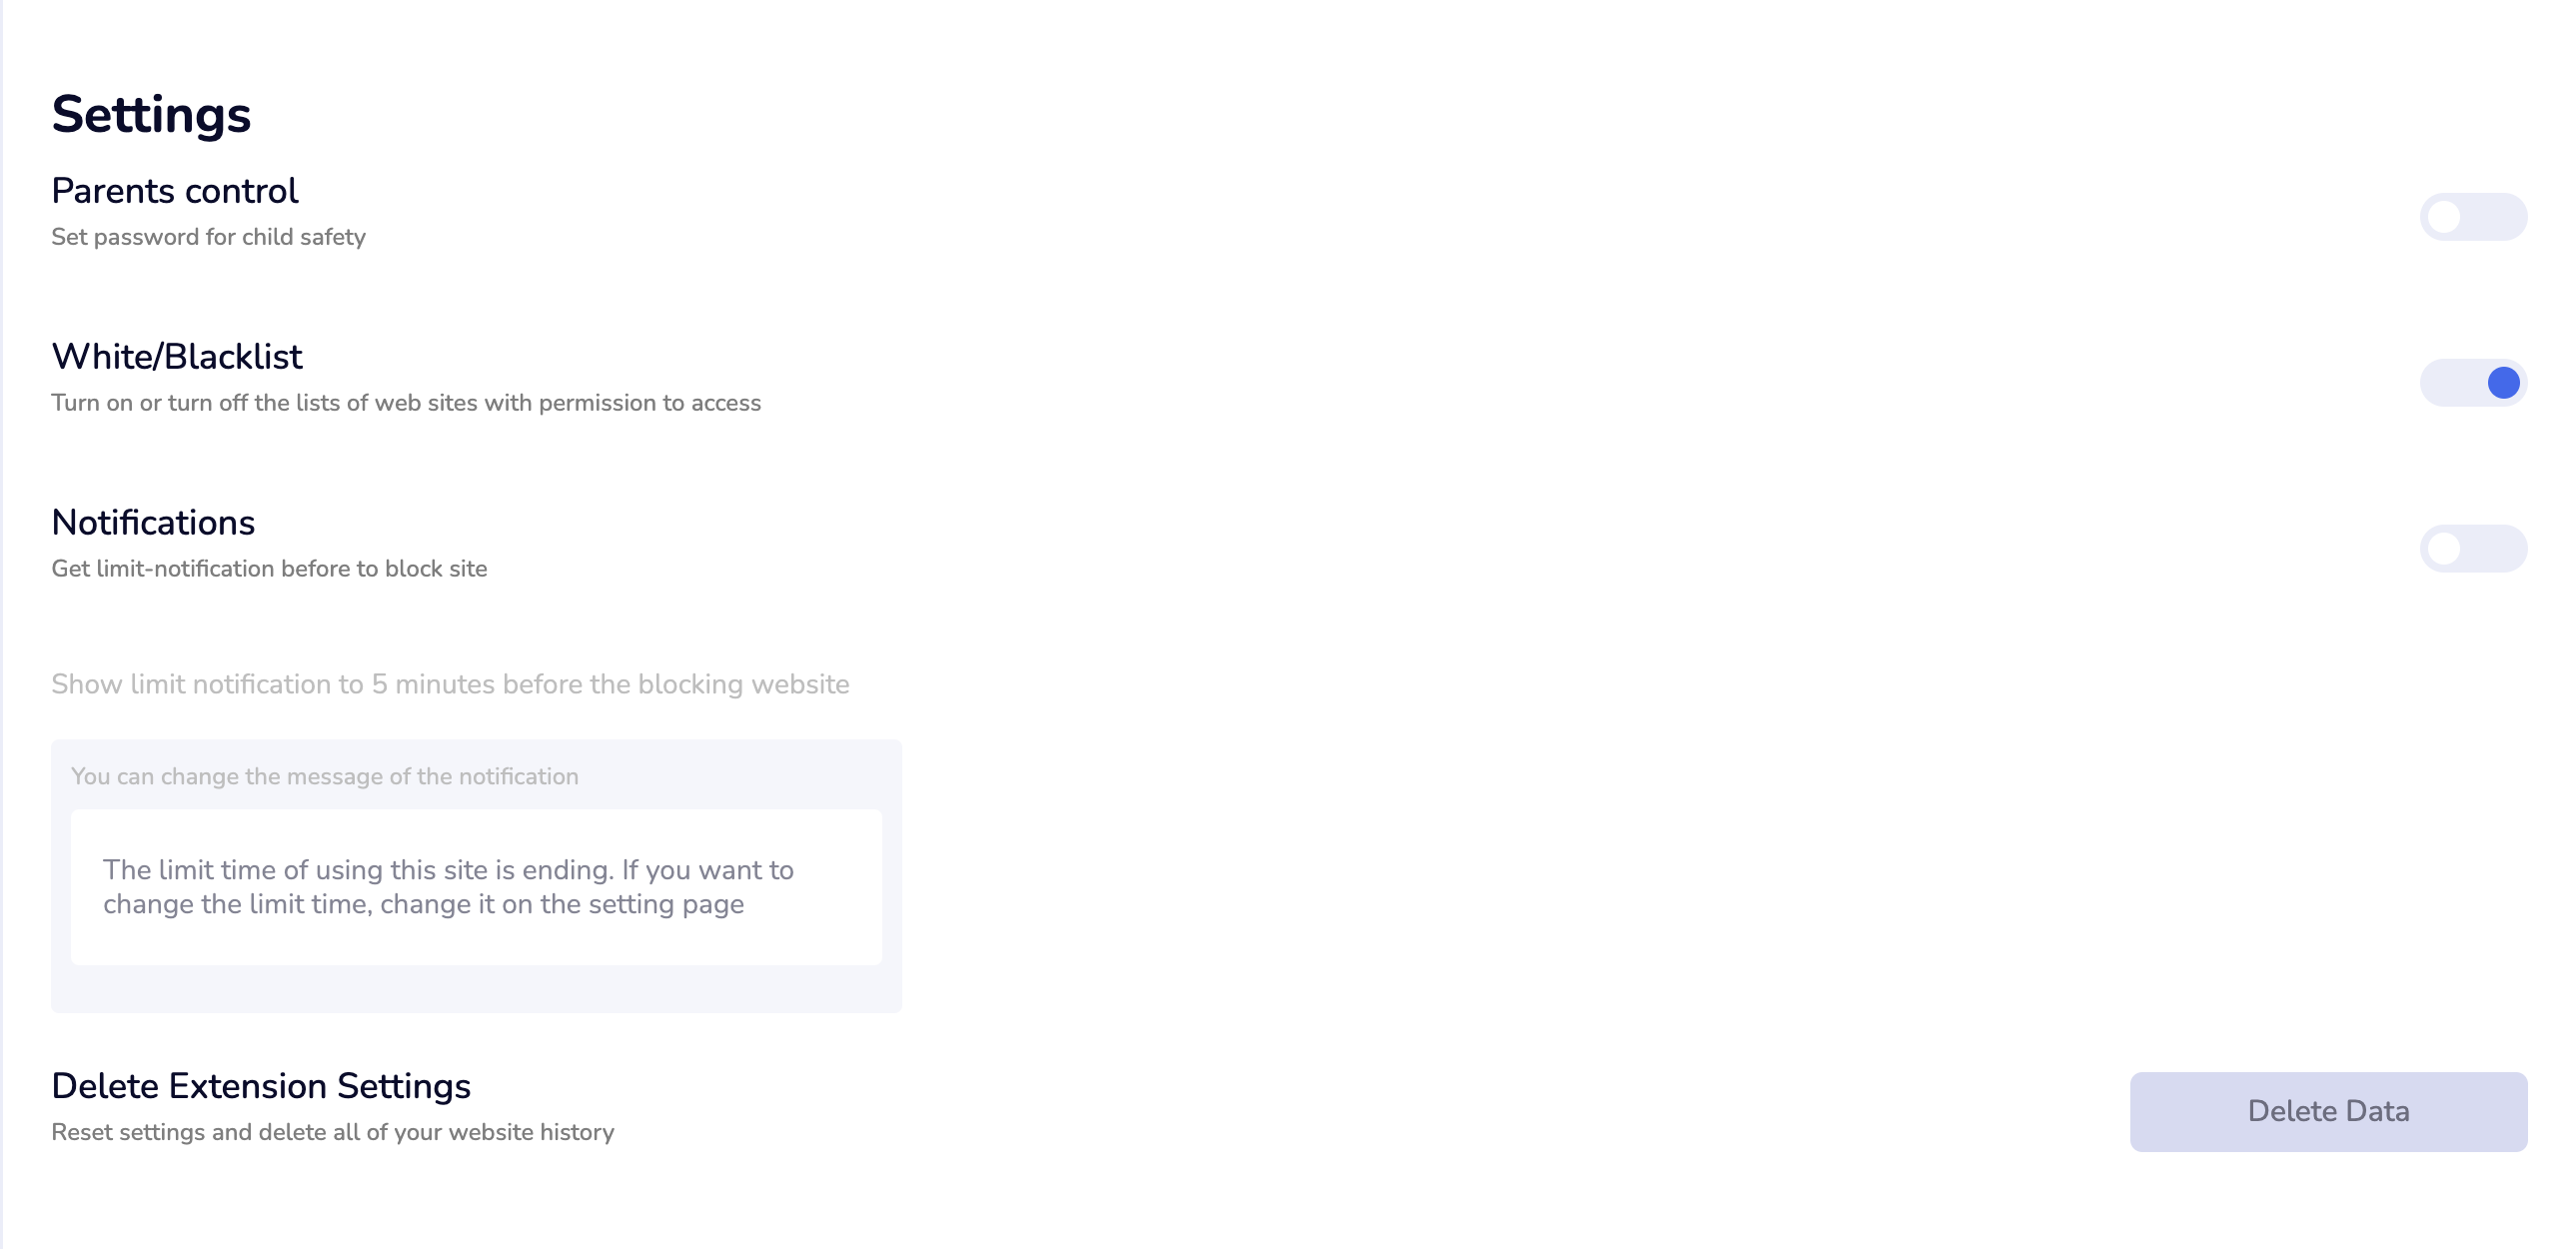 Settings
Parents control
Set password for child safety
White/Blacklist
Turn on or turn off the lists of web sites with permission to access
Notifications
Get limit-notification before to block site
Show limit notification to 5 minutes before the blocking website
You can change the message of the notification
The limit time of using this site is ending. If you want to
change the limit time, change it on the setting page
Delete Extension Settings
Reset settings and delete all of your website history
Delete Data